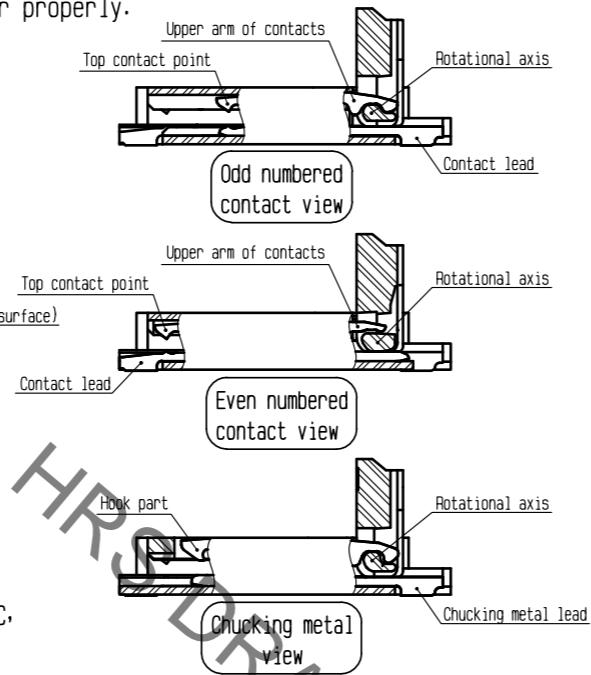 r properly.
Upper arm of contacts
Top contact point
Rotational axis
Contact lead
Odd numbered
contact view
Upper arm of contacts
Rotational axis
Top contact point
surface)
Contact lead
Even numbered
contact view
Hook part
Rotational axis
C,
Chucking metal lead
Chucking metal
view
HRS DRA